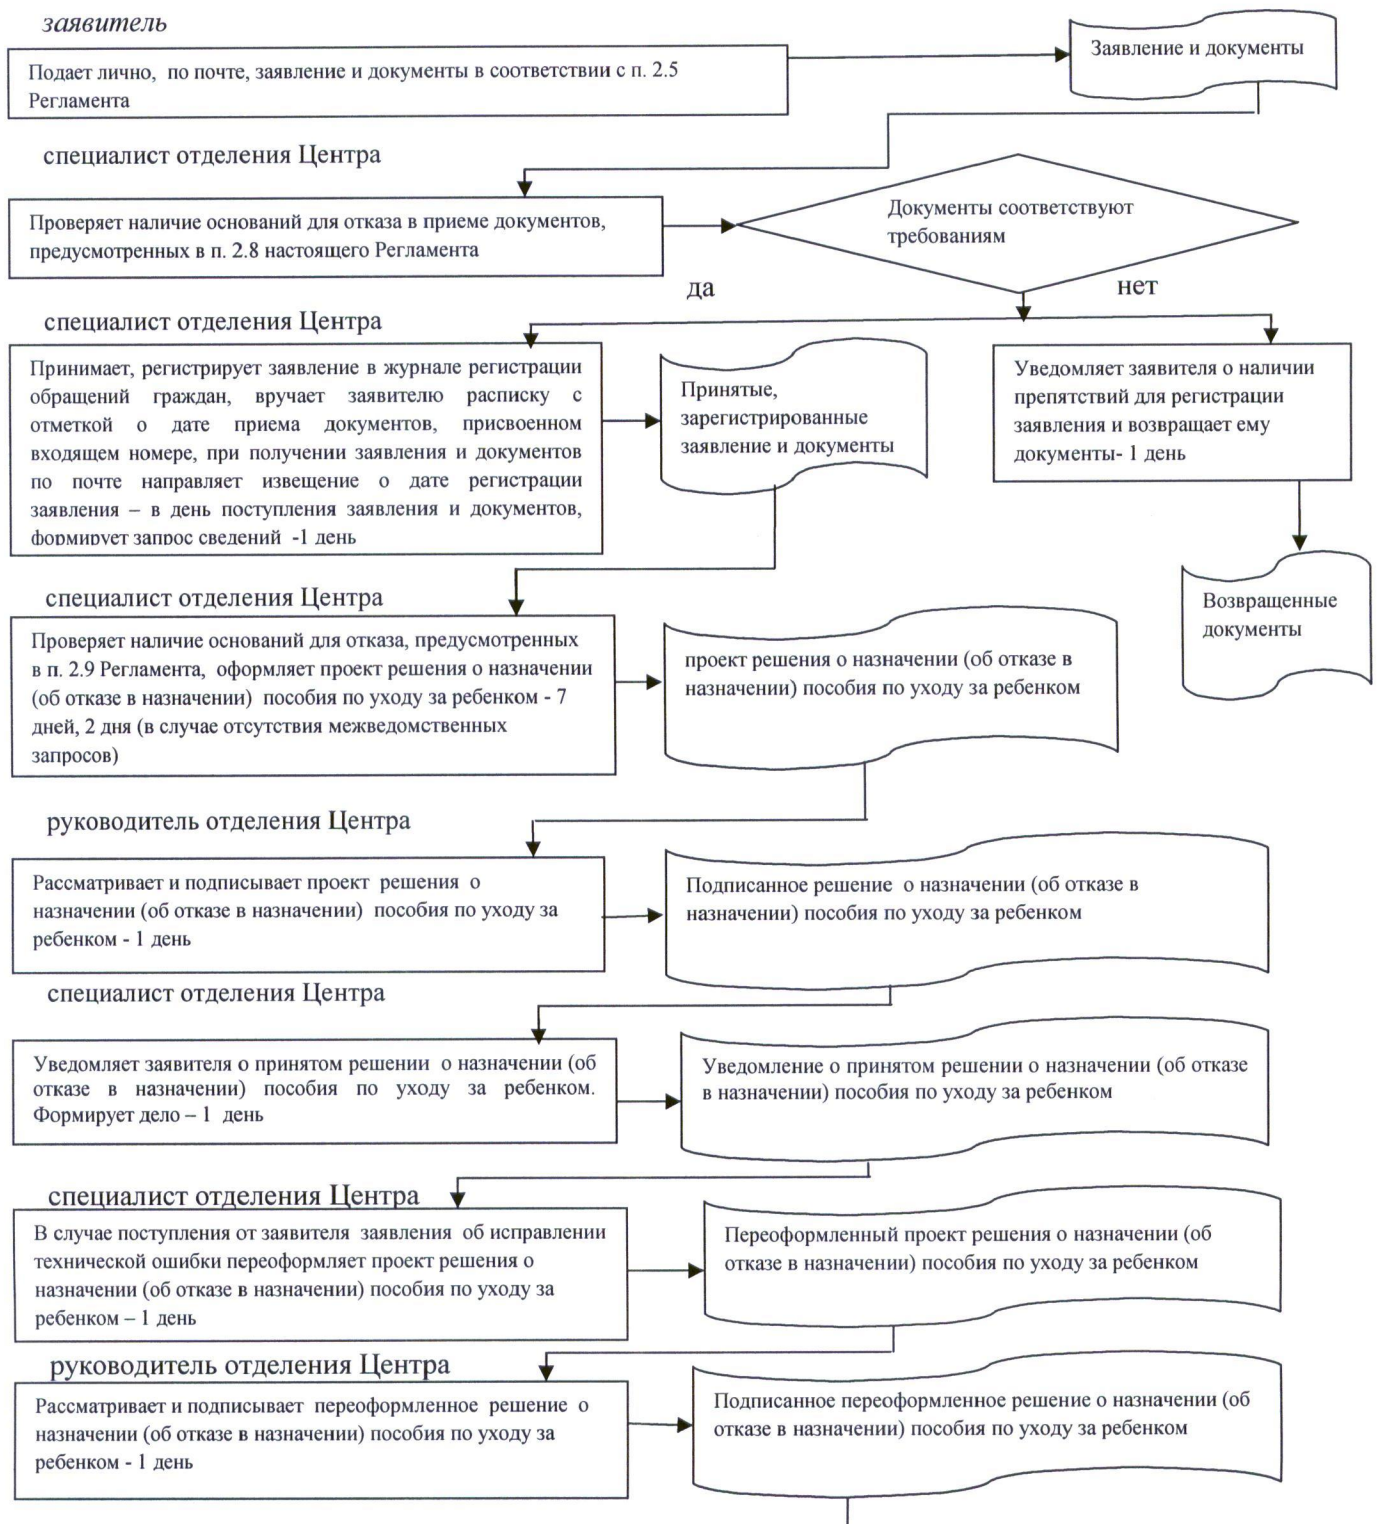 заявитель
Подает лично, по почте, заявление и документы в соответствии с п. 2.5
Регламента
Заявление и документы
специалист отделения Центра
Проверяет наличие оснований для отказа в приеме документов,
предусмотренных в п. 2.8 настоящего Регламента
Документы соответствуют
требованиям
да
нет
специалист отделения Центра
Принимает, регистрирует заявление в журнале регистрации
обращений граждан, вручает заявителю расписку с
отметкой о дате приема документов, присвоенном
входящем номере, при получении заявления и документов
по почте направляет извещение о дате регистрации
заявления – в день поступления заявления и документов,
формирует запрос сведений -1 день
Принятые,
зарегистрированные
заявление и документы
Уведомляет заявителя о наличии
препятствий для регистрации
заявления и возвращает ему
документы- 1 день
Возвращенные
документы
специалист отделения Центра
Проверяет наличие оснований для отказа, предусмотренных
в п. 2.9 Регламента, оформляет проект решения о назначении
(об отказе в назначении) пособия по уходу за ребенком - 7
дней, 2 дня (в случае отсутствия межведомственных
запросов)
проект решения о назначении (об отказе в
назначении) пособия по уходу за ребенком
руководитель отделения Центра
Рассматривает и подписывает проект решения о
назначении (об отказе в назначении) пособия по уходу за
ребенком - 1 день
Подписанное решение о назначении (об отказе в
назначении) пособия по уходу за ребенком
специалист отделения Центра
Уведомляет заявителя о принятом решении о назначении (об
отказе в назначении) пособия по уходу за ребенком.
Формирует дело – 1 день
Уведомление о принятом решении о назначении (об отказе
в назначении) пособия по уходу за ребенком
специалист отделения Центра
В случае поступления от заявителя заявления об исправлении
технической ошибки переоформляет проект решения о
назначении (об отказе в назначении) пособия по уходу за
ребенком – 1 день
Переоформленный проект решения о назначении (об
отказе в назначении) пособия по уходу за ребенком
руководитель отделения Центра
Рассматривает и подписывает переоформленное решение о
назначении (об отказе в назначении) пособия по уходу за
ребенком - 1 день
Подписанное переоформленное решение о назначении (об
отказе в назначении) пособия по уходу за ребенком